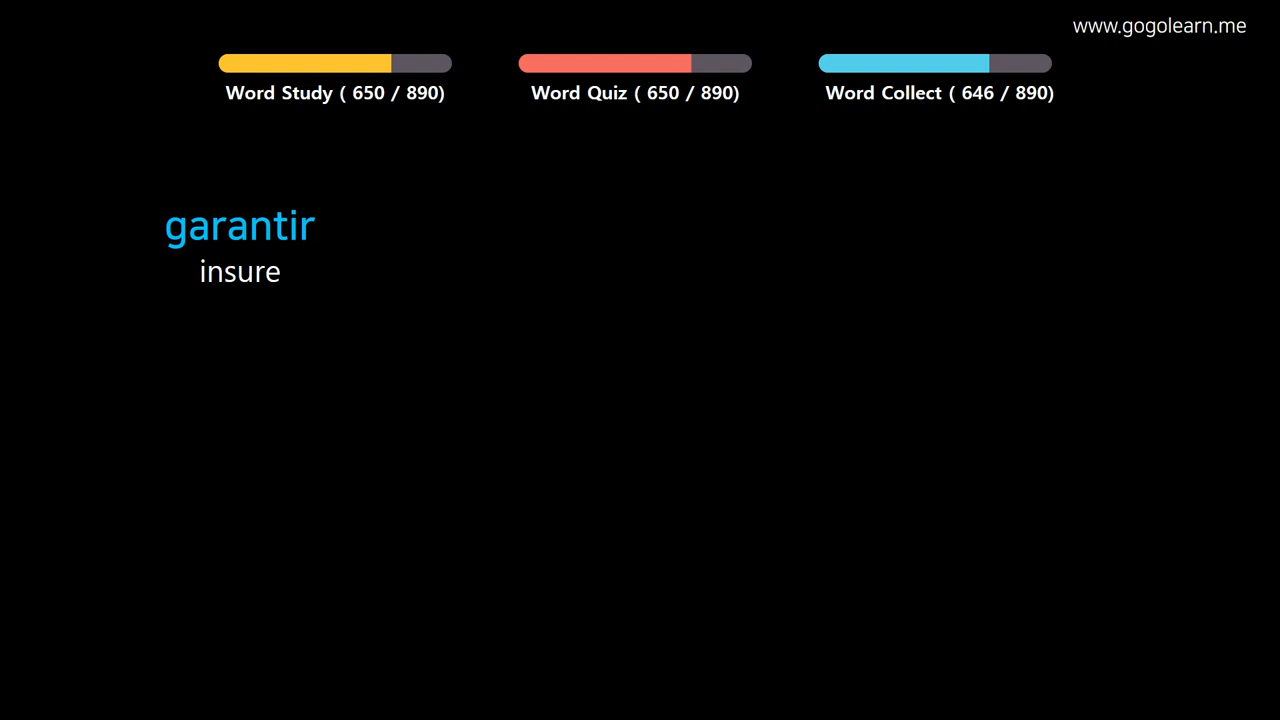 www.gogolearn.me
Word Study ( 650 / 890)
Word Quiz ( 650 / 890)
Word Collect ( 646 / 890)
garantir
insure